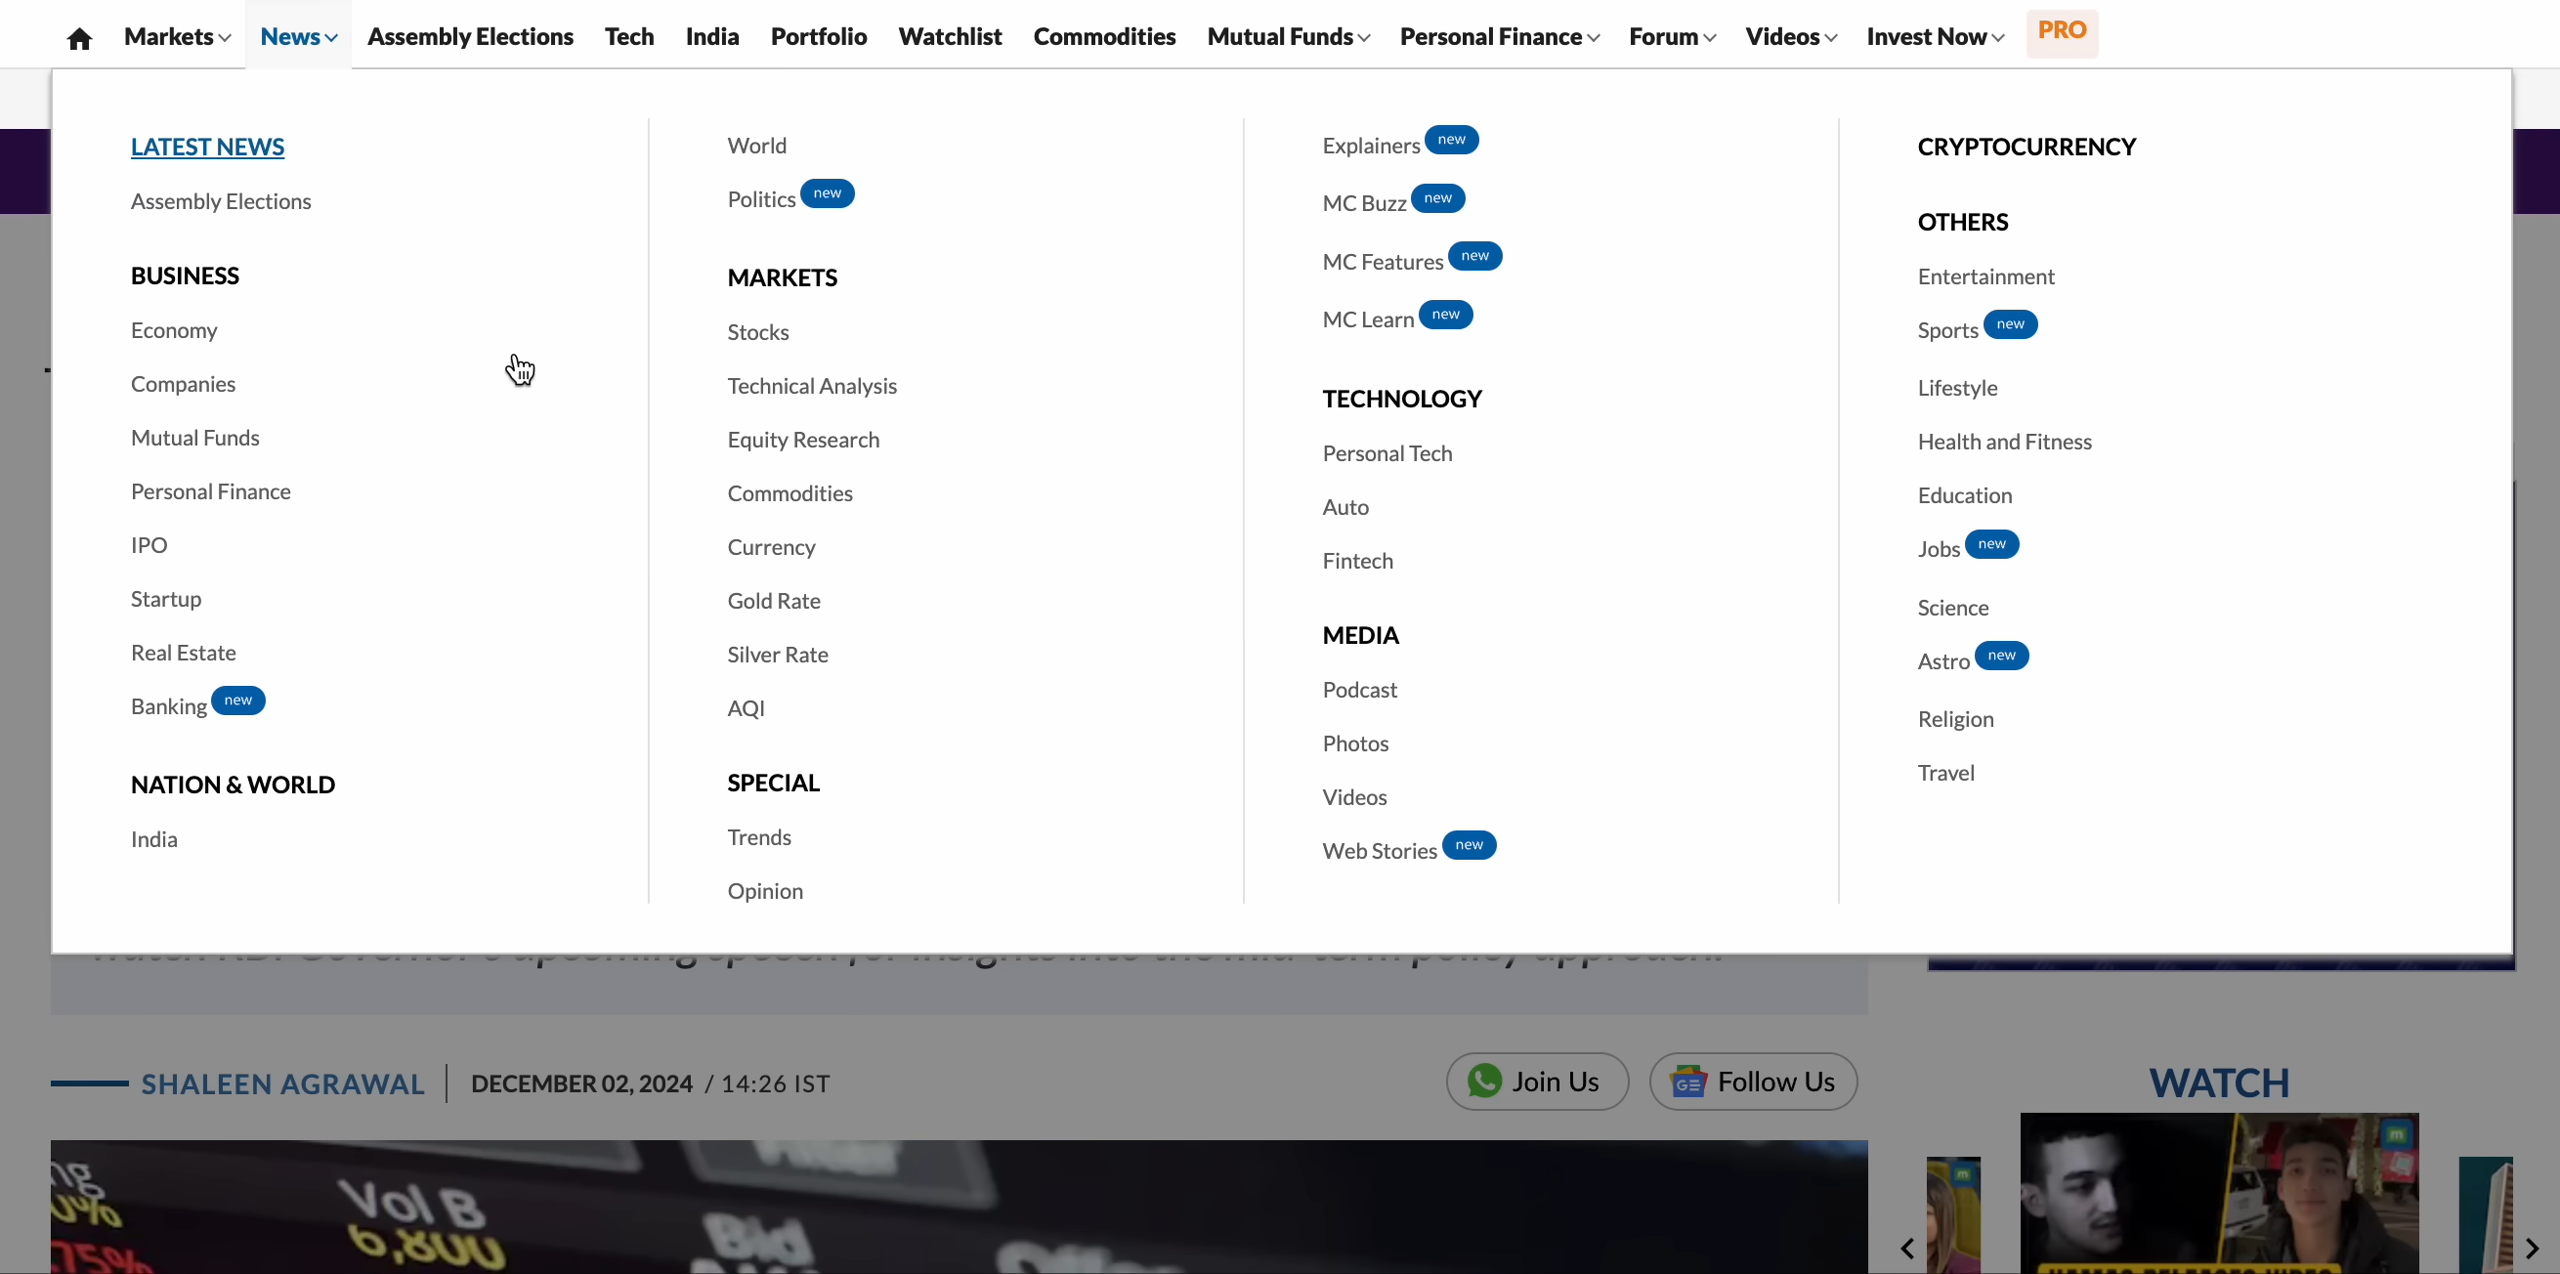 Markets News Assembly Elections Tech India Portfolio Watchlist Commodities Mutual Funds Personal Finance Forum Videos Invest Now PRO
LATEST NEWS
Assembly Elections
BUSINESS
Economy
Companies
Mutual Funds
Personal Finance
IPO
Startup
Real Estate
Banking new
NATION & WORLD
India
World
Politics new
MARKETS
Stocks
Technical Analysis
Equity Research
Commodities
Currency
Gold Rate
Silver Rate
AQI
SPECIAL
Trends
Opinion
Explainers new
MC Buzz new
MC Features new
MC Learn new
TECHNOLOGY
Personal Tech
Auto
Fintech
MEDIA
Podcast
Photos
Videos
Web Stories new
CRYPTOCURRENCY
OTHERS
Entertainment
Sports new
Lifestyle
Health and Fitness
Education
Jobs new
Science
Astro new
Religion
Travel
SHALEEN AGRAWAL DECEMBER 02, 2024 / 14:26 IST
Join Us
GE Follow Us
WATCH
Vol B
6,800
Bid